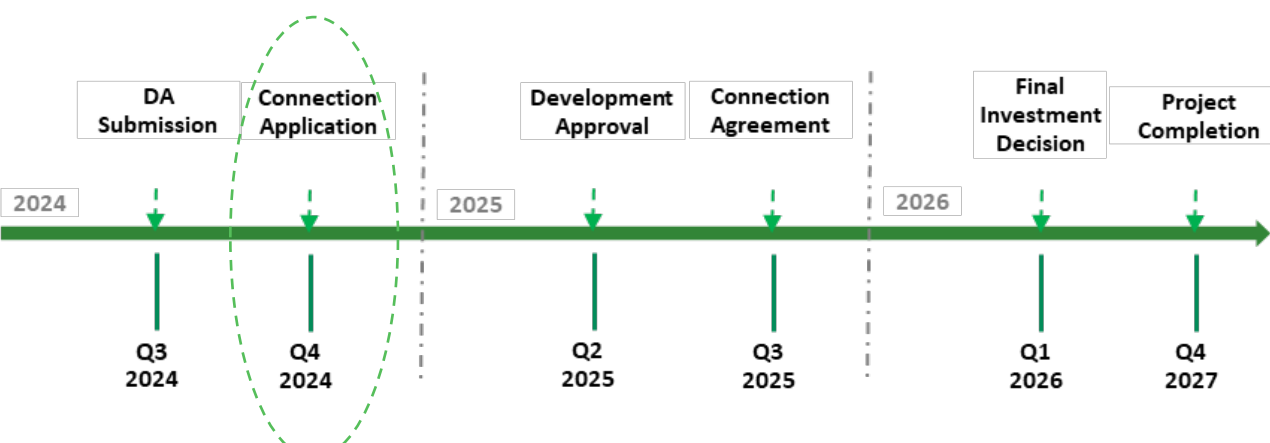 DA
Submission
Connection
Application
Development
Approval
Connection
Agreement
Final
Investment
Decision
Project
Completion
2024
2025
2026
Q3
2024
Q4
2024
Q2
2025
Q3
2025
Q1
2026
Q4
2027